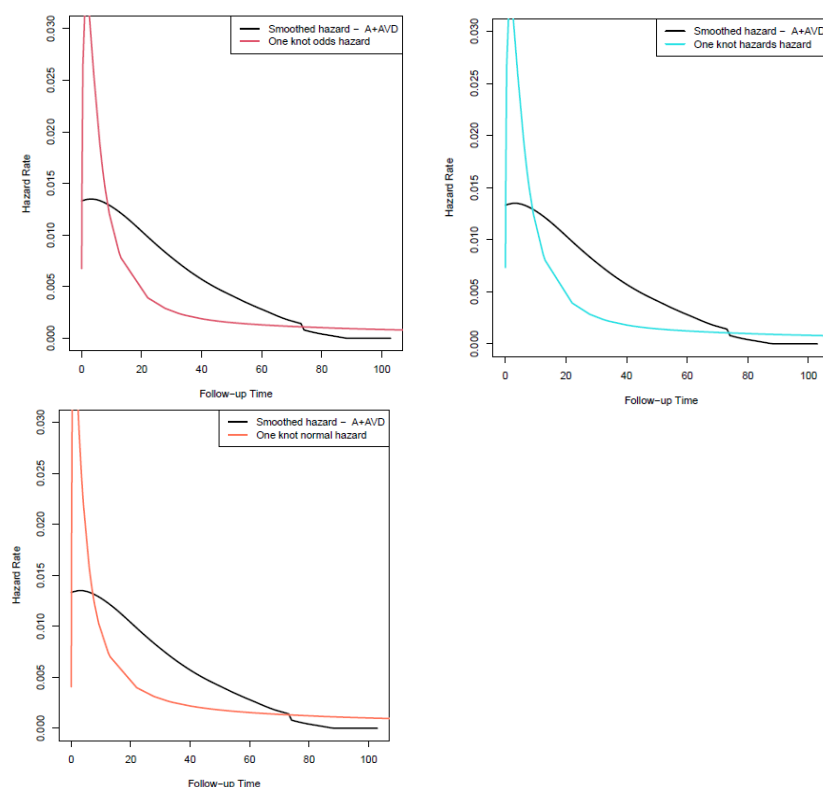 Smoothed hazard − A+AVD
One knot odds hazard
Hazard Rate
0.030
0.025
0.020
0.015
0.010
0.005
0.000
0 20 40 60 80 100
Follow−up Time
Smoothed hazard − A+AVD
One knot hazards hazard
Hazard Rate
0.030
0.025
0.020
0.015
0.010
0.005
0.000
0 20 40 60 80 100
Follow−up Time
Smoothed hazard − A+AVD
One knot normal hazard
Hazard Rate
0.030
0.025
0.020
0.015
0.010
0.005
0.000
0 20 40 60 80 100
Follow−up Time